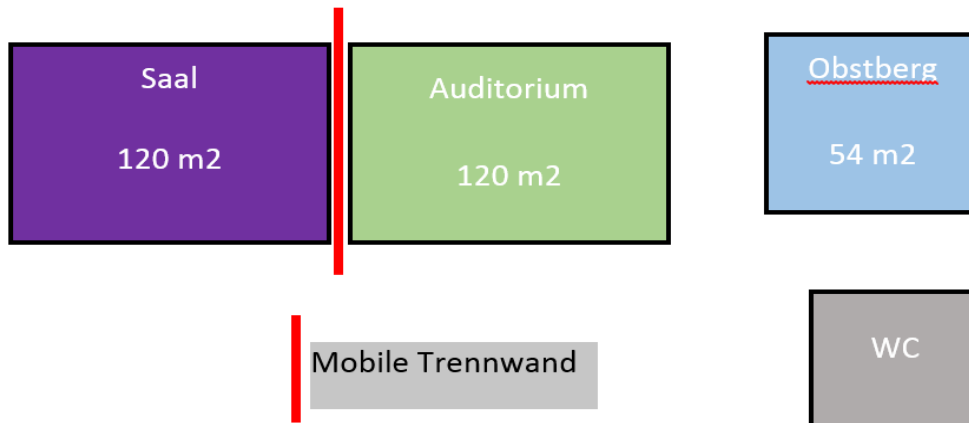 Saal
120 m2
Auditorium
120 m2
Obstberg
54 m2
Mobile Trennwand
WC